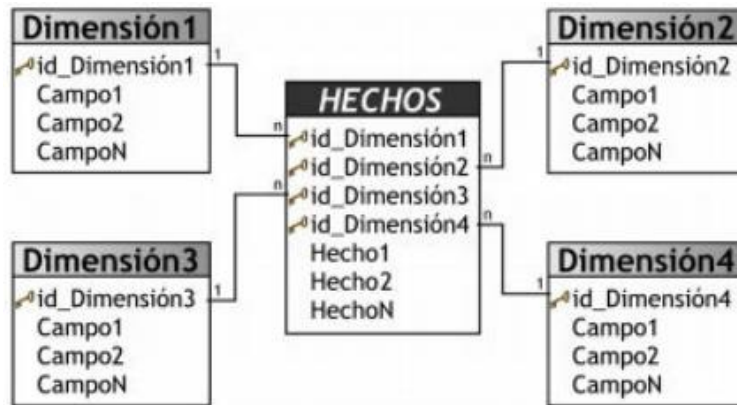 Dimensión1
1
id_Dimensión1
Campo1
Campo2
CampoN
Dimensión2
1
id_Dimensión2
Campo1
Campo2
CampoN
HECHOS
n
id_Dimensión1
id_Dimensión2
n
n
id_Dimensión3
id_Dimensión4
n
Hecho1
Hecho2
HechoN
Dimensión3
id_Dimensión3
1
Campo1
Campo2
CampoN
Dimensión4
1
id_Dimensión4
Campo1
Campo2
CampoN